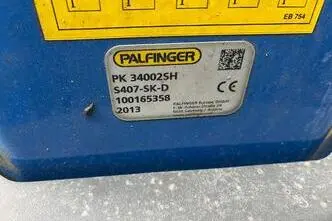 EB 754
PALFINGER
PK 34002SH
S407-SK-D
100165358
2013
CE
PALFINGER Europe GmbH